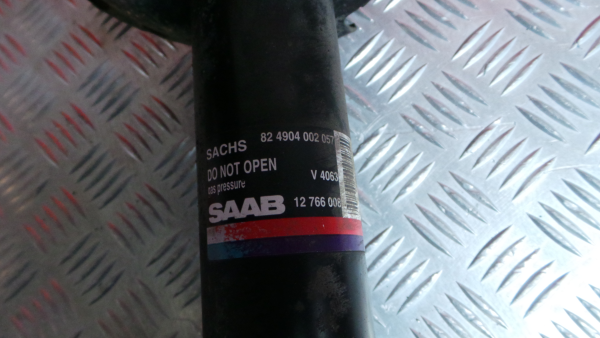 SACHS 82 4904 002 057
DO NOT OPEN
gas pressure V 4063
SAAB 12 766 008